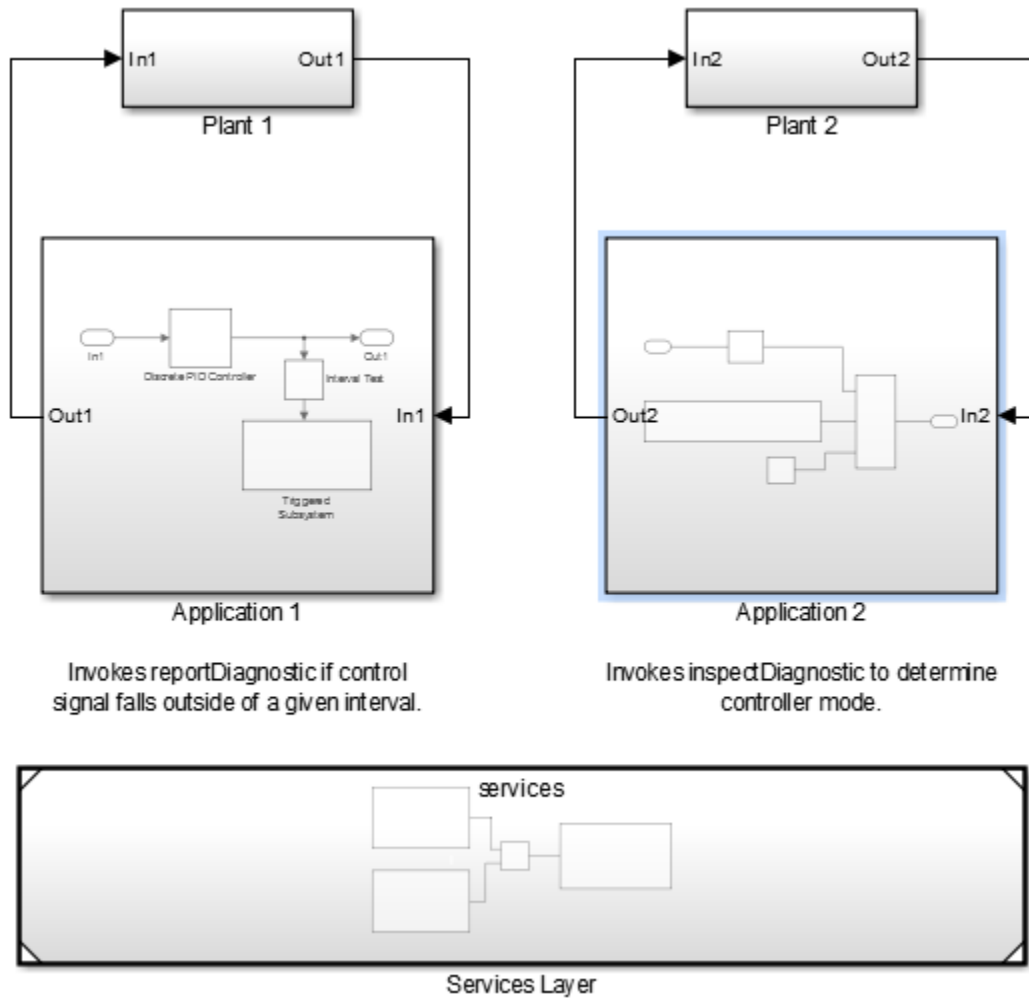 In1
Out1
Plant 1
In2
Out2
Plant 2
In1
Discrete PID Controller
Out1
Interval Test
Out1
In1
Triggered
Subsystem
Application 1
Out2
In2
Application 2
Invokes reportDiagnostic if control
signal falls outside of a given interval.
Invokes inspectDiagnostic to determine
controller mode.
services
Services Layer